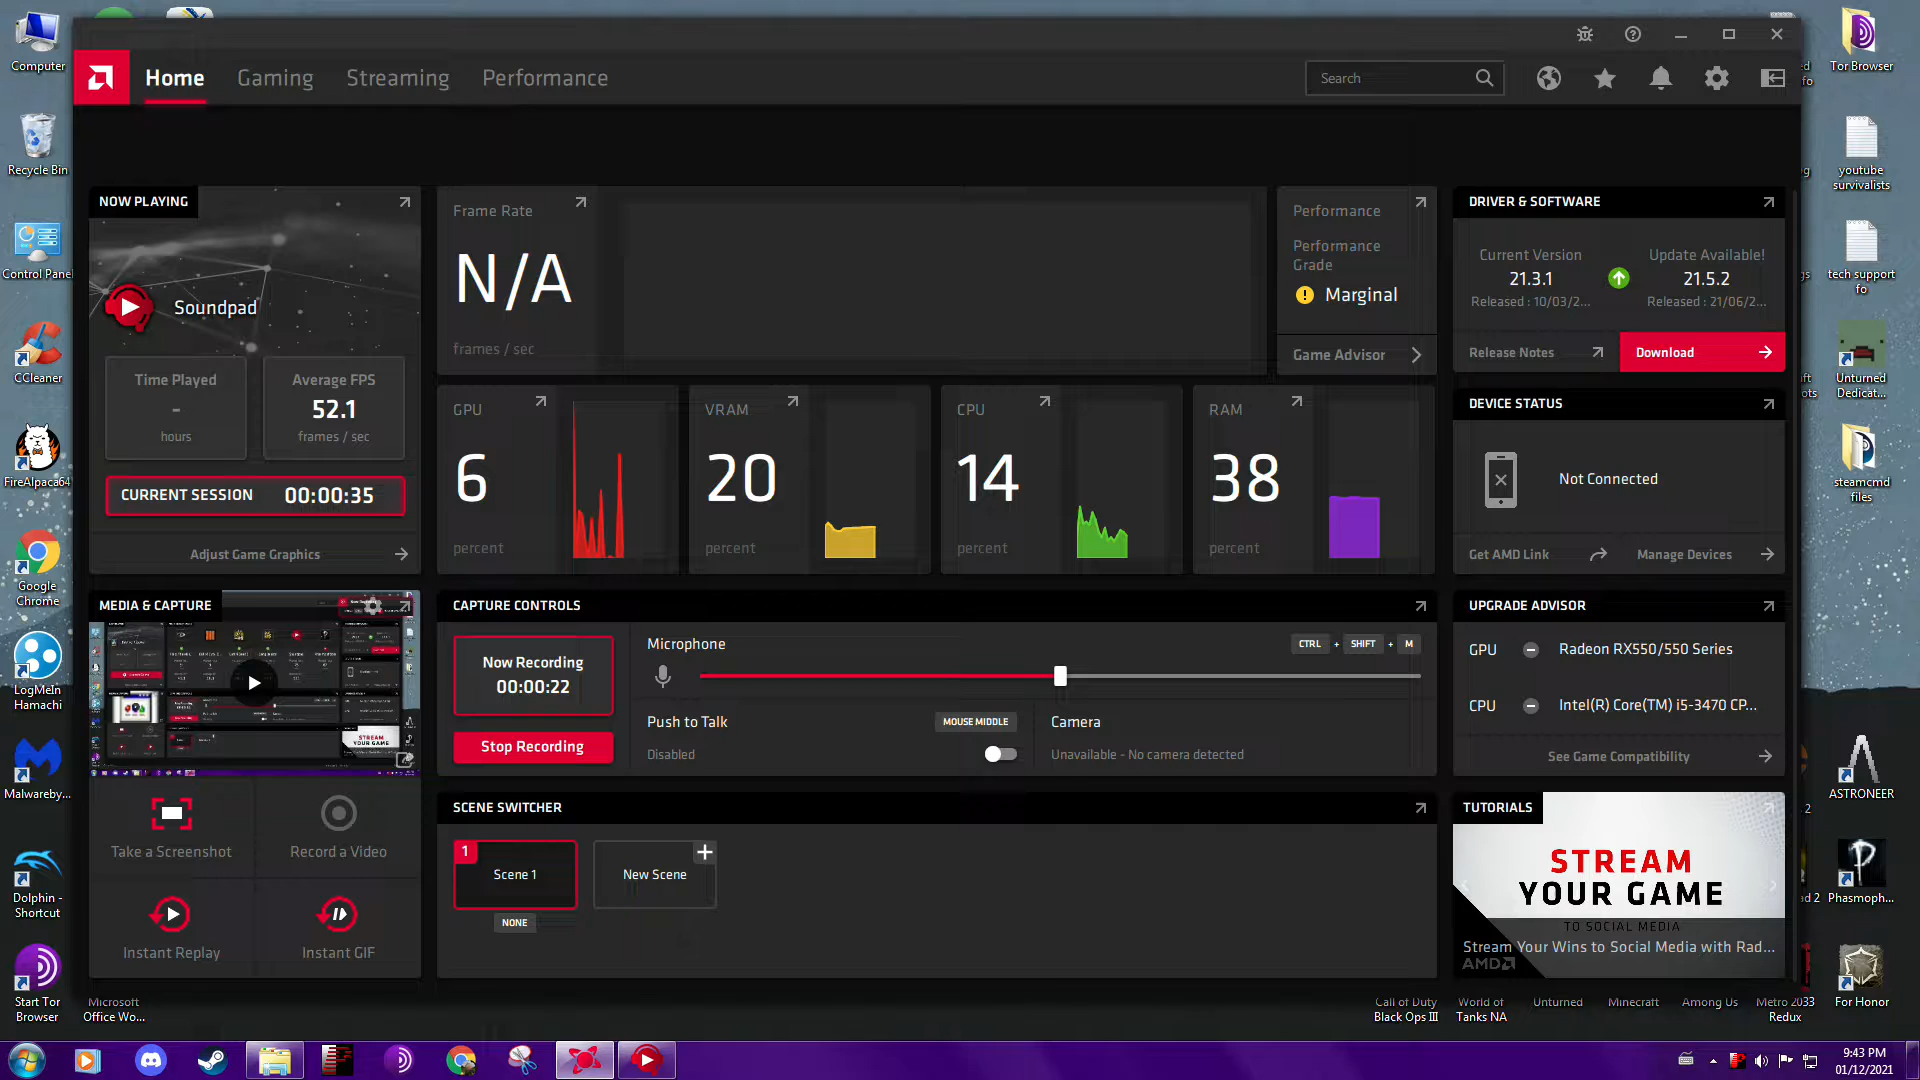 Computer
Recycle Bin
Control Panel
CCleaner
FireAlpaca64
Google
Chrome
LogMeIn
Hamachi
Malwareby...
Dolphin -
Shortcut
Start Tor
Browser
Microsoft
Office Wo...
Home
Gaming
Streaming
Performance
Search
NOW PLAYING
Soundpad
Time Played
-
hours
Average FPS
52.1
frames / sec
CURRENT SESSION
00:00:35
Adjust Game Graphics
Frame Rate
N/A
frames / sec
Performance
Performance
Grade
Marginal
Game Advisor
GPU
6
percent
VRAM
20
percent
CPU
14
percent
RAM
38
percent
DRIVER & SOFTWARE
Current Version
21.3.1
Released : 10/03/2...
Update Available!
21.5.2
Released : 21/06/2...
Release Notes
Download
DEVICE STATUS
Not Connected
Get AMD Link
Manage Devices
MEDIA & CAPTURE
Take a Screenshot
Record a Video
Instant Replay
Instant GIF
CAPTURE CONTROLS
Now Recording
00:00:22
Stop Recording
Microphone
CTRL + SHIFT + M
Push to Talk
MOUSE MIDDLE
Disabled
Camera
Unavailable - No camera detected
SCENE SWITCHER
1
Scene 1
NONE
New Scene
UPGRADE ADVISOR
GPU
Radeon RX550/550 Series
CPU
Intel(R) Core(TM) i5-3470 CP...
See Game Compatibility
TUTORIALS
STREAM
YOUR GAME
TO SOCIAL MEDIA
Stream Your Wins to Social Media with Rad...
AMD
Tor Browser
youtube
survivalists
tech support
fo
Unturned
Dedicat...
steamcmd
files
ASTRONEER
Phasmoph...
For Honor
Call of Duty
Black Ops III
World of
Tanks NA
Unturned
Minecraft
Among Us
Metro 2033
Redux
9:43 PM
01/12/2021